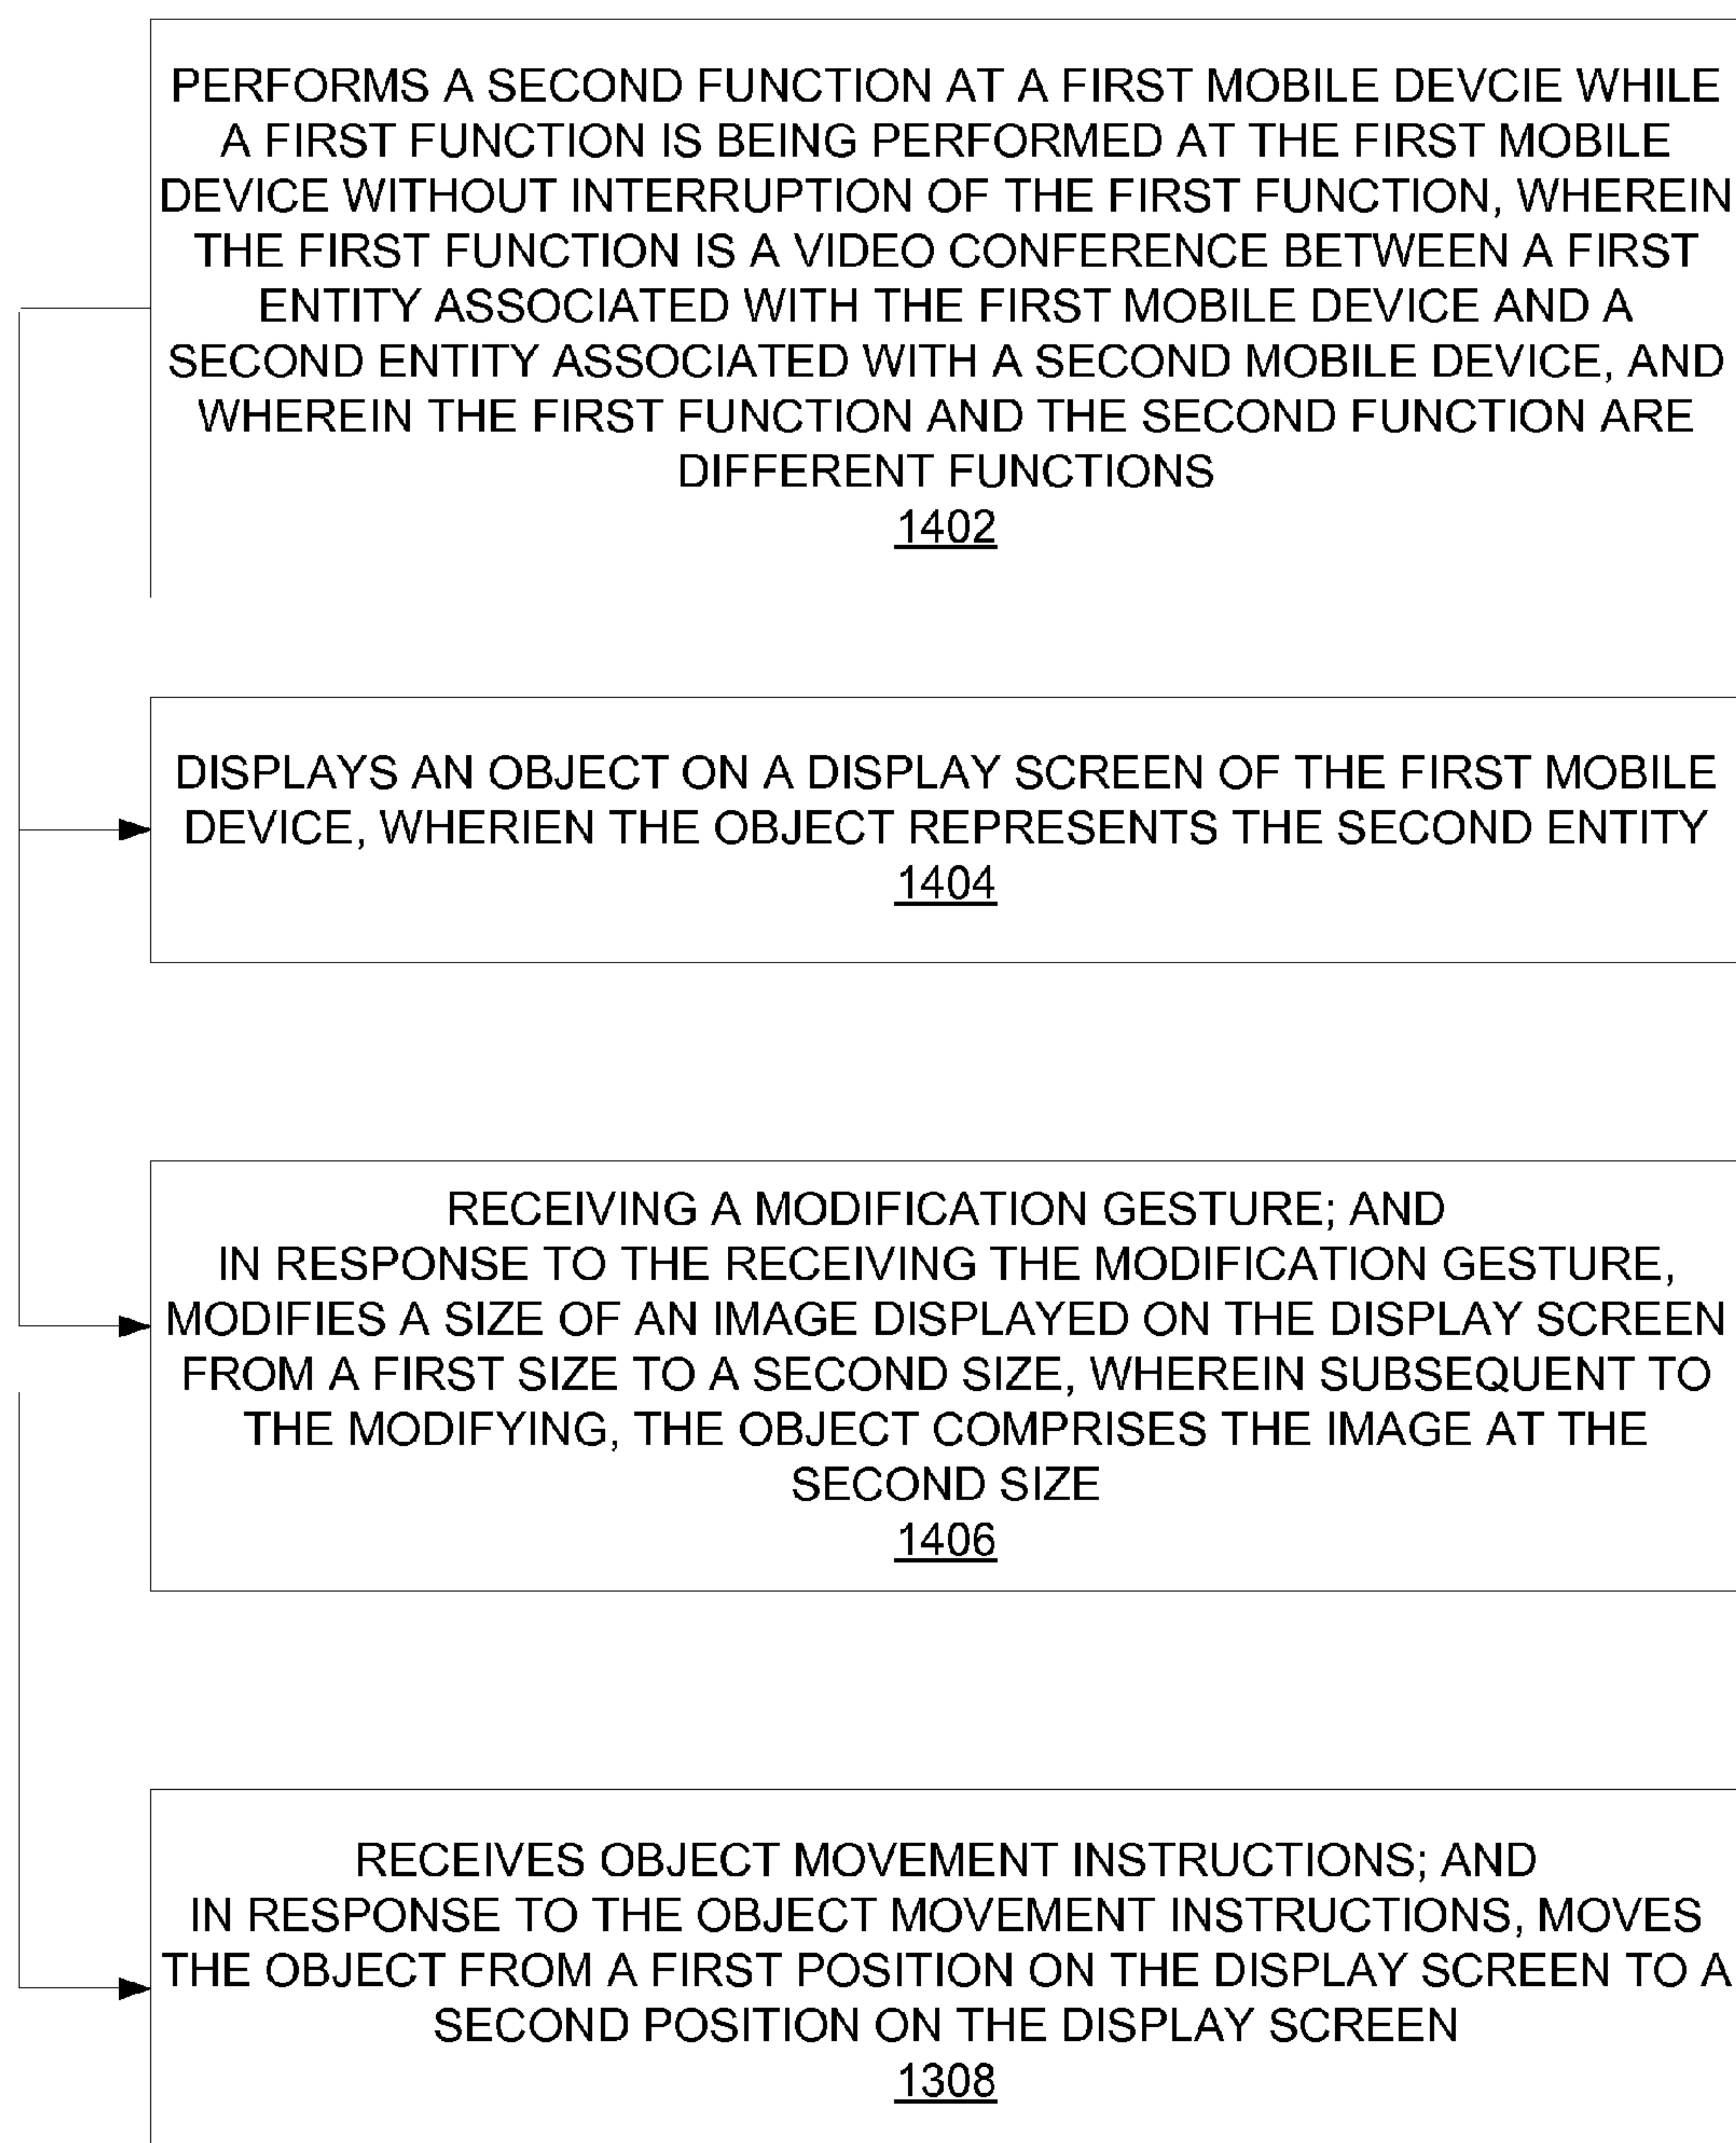 PERFORMS A SECOND FUNCTION AT A FIRST MOBILE DEVCIE WHILE
A FIRST FUNCTION IS BEING PERFORMED AT THE FIRST MOBILE
DEVICE WITHOUT INTERRUPTION OF THE FIRST FUNCTION, WHEREIN
THE FIRST FUNCTION IS A VIDEO CONFERENCE BETWEEN A FIRST
ENTITY ASSOCIATED WITH THE FIRST MOBILE DEVICE AND A
SECOND ENTITY ASSOCIATED WITH A SECOND MOBILE DEVICE, AND
WHEREIN THE FIRST FUNCTION AND THE SECOND FUNCTION ARE
DIFFERENT FUNCTIONS
1402
DISPLAYS AN OBJECT ON A DISPLAY SCREEN OF THE FIRST MOBILE
DEVICE, WHERIEN THE OBJECT REPRESENTS THE SECOND ENTITY
1404
RECEIVING A MODIFICATION GESTURE; AND
IN RESPONSE TO THE RECEIVING THE MODIFICATION GESTURE,
MODIFIES A SIZE OF AN IMAGE DISPLAYED ON THE DISPLAY SCREEN
FROM A FIRST SIZE TO A SECOND SIZE, WHEREIN SUBSEQUENT TO
THE MODIFYING, THE OBJECT COMPRISES THE IMAGE AT THE
SECOND SIZE
1406
RECEIVES OBJECT MOVEMENT INSTRUCTIONS; AND
IN RESPONSE TO THE OBJECT MOVEMENT INSTRUCTIONS, MOVES
THE OBJECT FROM A FIRST POSITION ON THE DISPLAY SCREEN TO A
SECOND POSITION ON THE DISPLAY SCREEN
1308